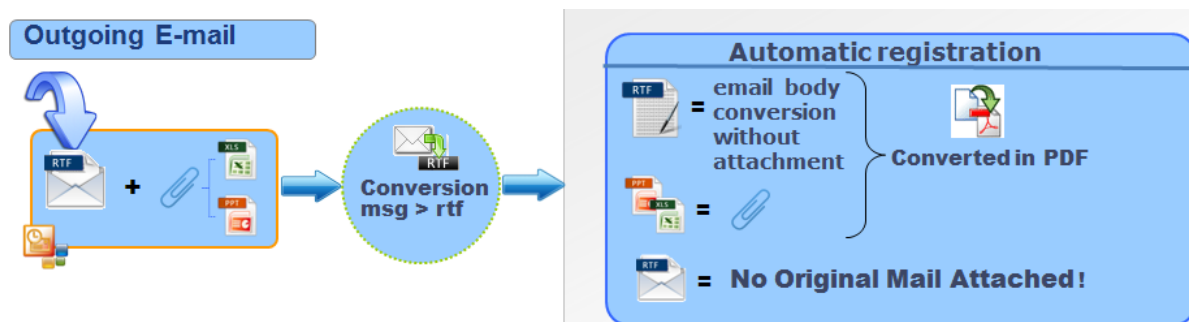 Outgoing E-mail
RTF
+
XLS
PPT
RTF
Conversion
msg > rtf
Automatic registration
RTF
= email body
conversion
without
attachment
Converted in PDF
PPT
XLS
=
RTF
= No Original Mail Attached!